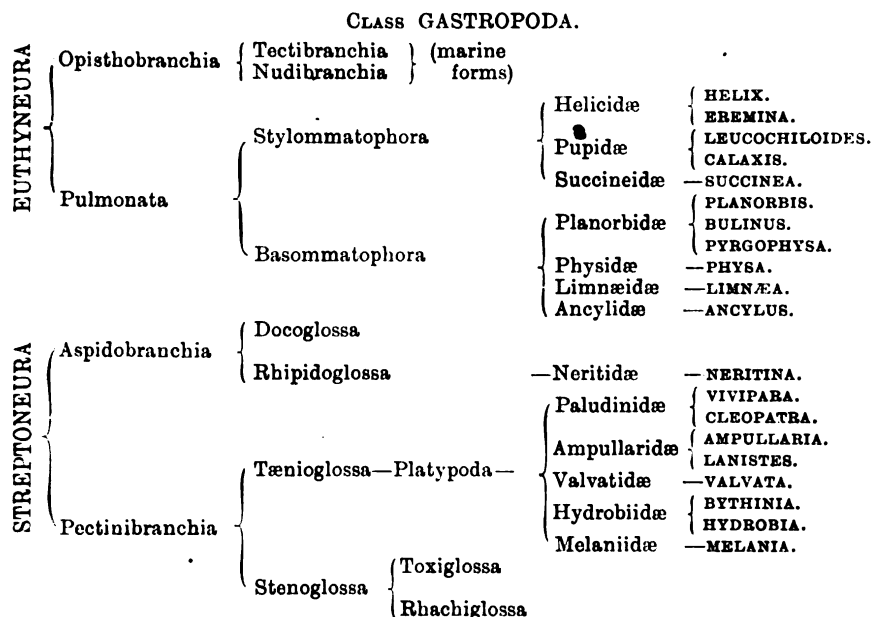 CLASS GASTROPODA.
EUTHYNEURA
Opisthobranchia
Tectibranchia
Nudibranchia
(marine
forms)
Pulmonata
Stylommatophora
Helicidæ
HELIX.
EREMINA.
Pupidæ
LEUCOCHILOIDES.
CALAXIS.
Succineidæ —SUCCINEA.
Basommatophora
Planorbidæ
PLANORBIS.
BULINUS.
PYRGOPHYSA.
Physidæ —PHYSA.
Limnæidæ —LIMNÆA.
Ancylidæ —ANCYLUS.
STREPTONEURA
Aspidobranchia
Docoglossa
Rhipidoglossa —Neritidæ —NERITINA.
Pectinibranchia
Tænioglossa—Platypoda—
Paludinidæ
VIVIPARA.
CLEOPATRA.
Ampullaridæ
AMPULLARIA.
LANISTES.
Valvatidæ —VALVATA.
Hydrobiidæ
BYTHINIA.
HYDROBIA.
Melaniidæ —MELANIA.
Stenoglossa
Toxiglossa
Rhachiglossa